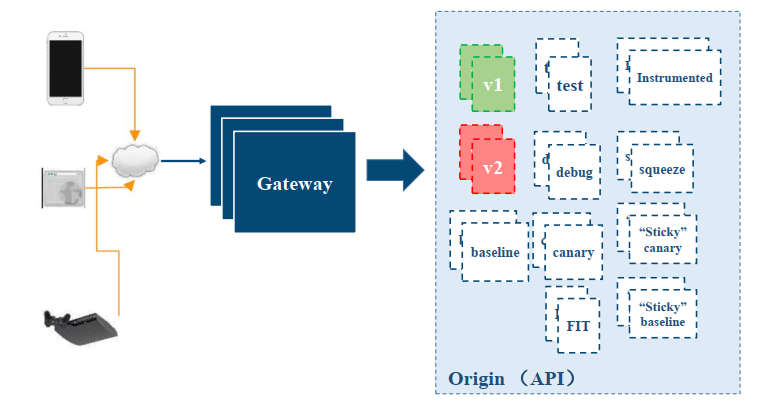 v1
test
Instrumented
v2
debug
squeeze
Gateway
baseline
canary
“Sticky”
canary
FIT
“Sticky”
baseline
Origin （API）